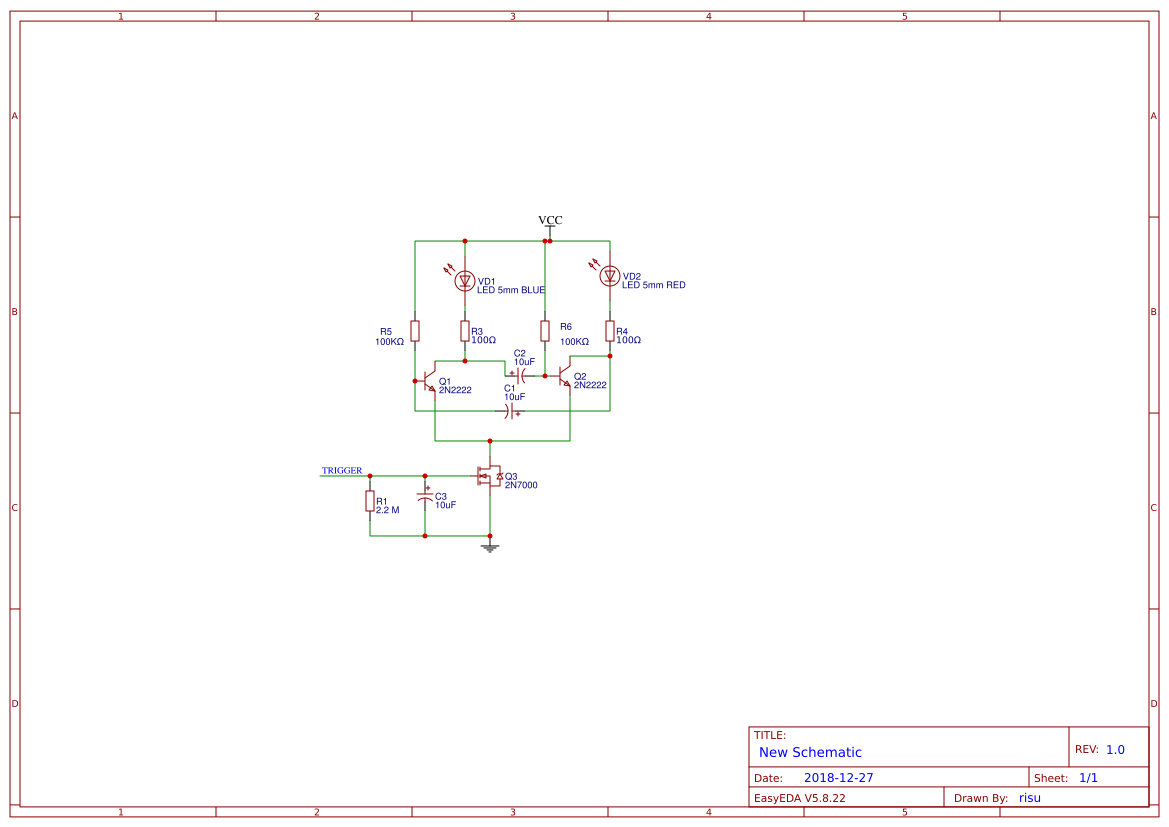 1 2 3 4 5
A A
VCC
VD2
VD1
LED 5mm RED
LED 5mm BLUE
B B
R5 R3 R6 R4
100KΩ 100Ω 100KΩ 100Ω
C2
10uF
Q1
2N2222
Q2
2N2222
C1
10uF
TRIGGER
Q3
2N7000
R1
2.2 M
C3
10uF
C C
D D
TITLE:
New Schematic
REV: 1.0
Date: 2018-12-27
Sheet: 1/1
EasyEDA V5.8.22
Drawn By: risu
1 2 3 4 5